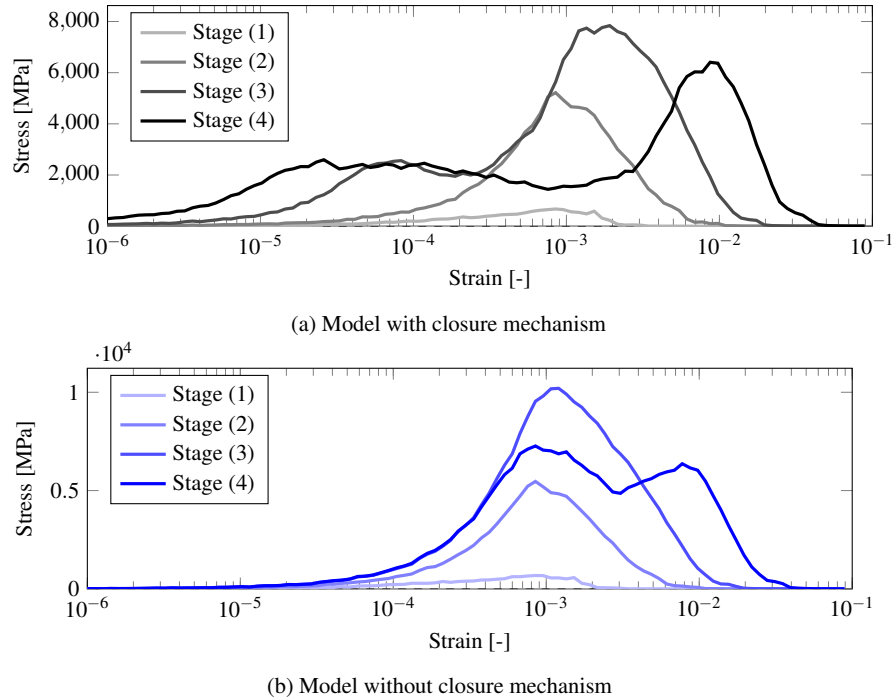 8,000
6,000
4,000
2,000
0
Stress [MPa]
Stage (1)
Stage (2)
Stage (3)
Stage (4)
10−6 10−5 10−4 10−3 10−2 10−1
Strain [-]
(a) Model with closure mechanism
·104
1
0.5
0
Stress [MPa]
Stage (1)
Stage (2)
Stage (3)
Stage (4)
10−6 10−5 10−4 10−3 10−2 10−1
Strain [-]
(b) Model without closure mechanism